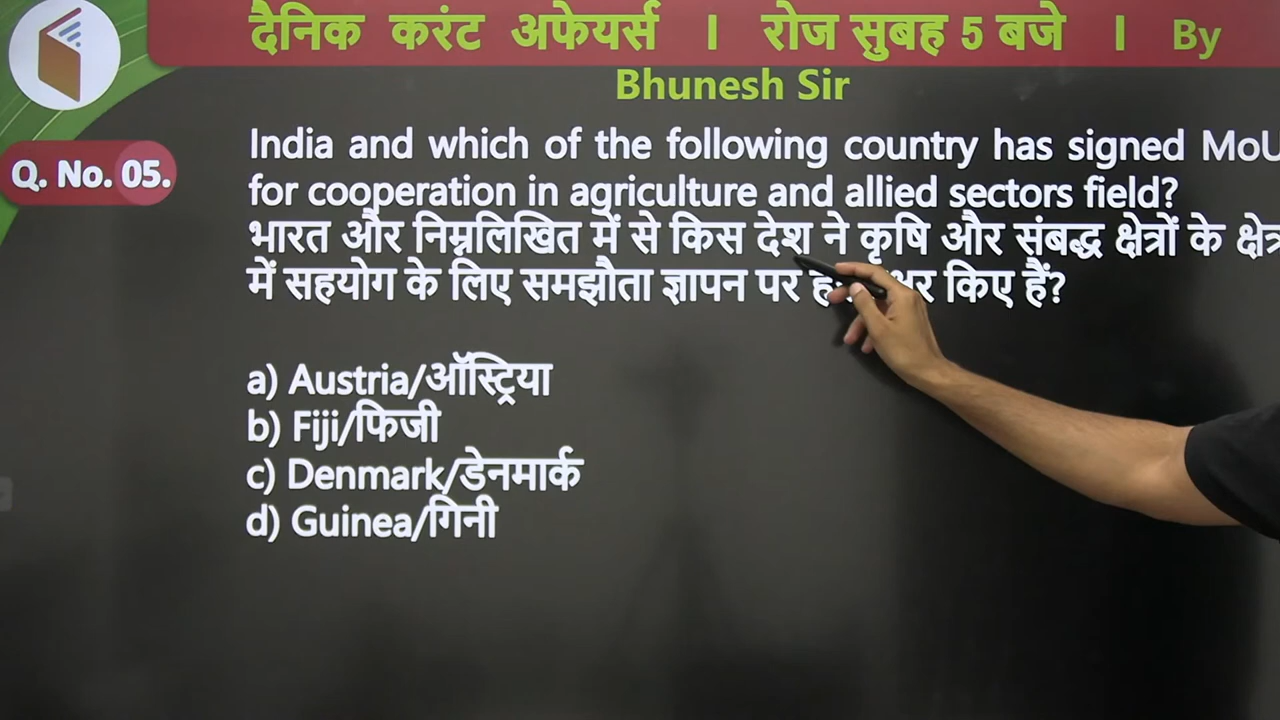 दैनिक करंट अफेयर्स । रोज सुबह 5 बजे । By
Bhunesh Sir
Q. No. 05.
India and which of the following country has signed MoU
for cooperation in agriculture and allied sectors field?
भारत और निम्नलिखित में से किस देश ने कृषि और संबद्ध क्षेत्रों के क्षेत्र
में सहयोग के लिए समझौता ज्ञापन पर किए हैं?
a) Austria/ऑस्ट्रिया
b) Fiji/फिजी
c) Denmark/डेनमार्क
d) Guinea/गिनी